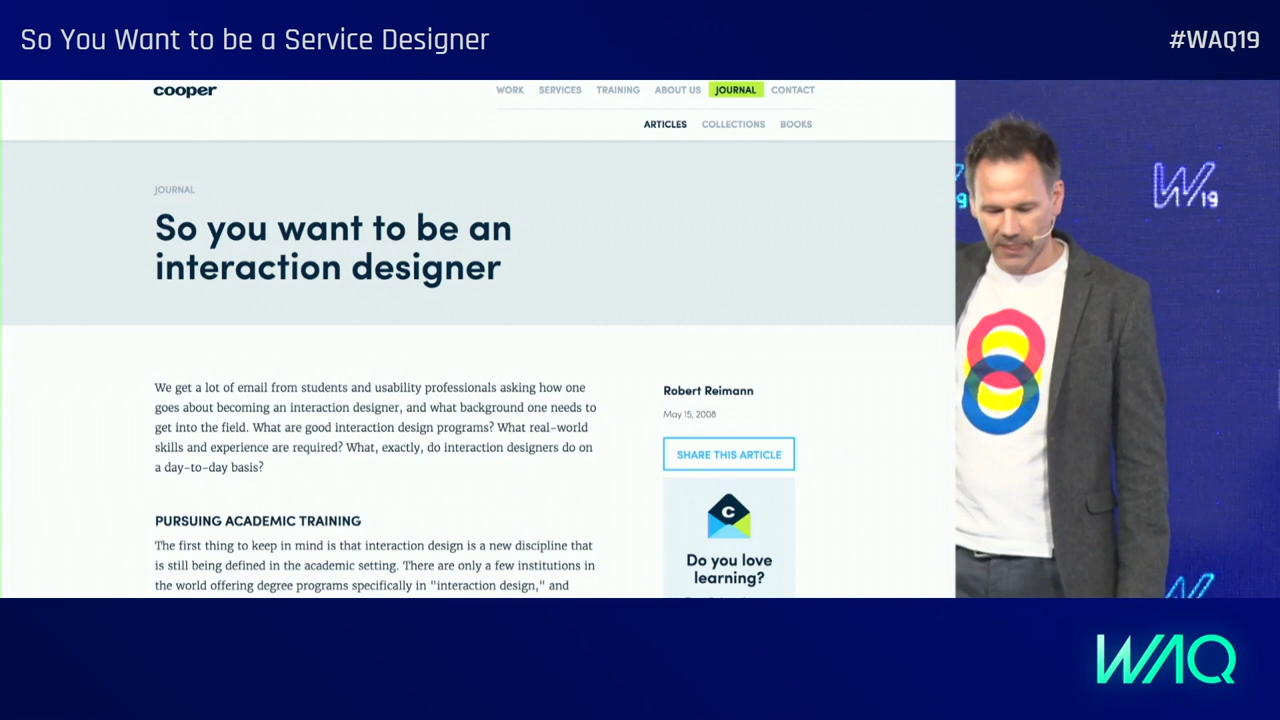 So You Want to be a Service Designer
#WAQ19
cooper
WORK SERVICES TRAINING ABOUT US JOURNAL CONTACT
ARTICLES COLLECTIONS BOOKS
JOURNAL
So you want to be an
interaction designer
We get a lot of email from students and usability professionals asking how one
goes about becoming an interaction designer, and what background one needs to
get into the field. What are good interaction design programs? What real-world
skills and experience are required? What, exactly, do interaction designers do on
a day-to-day basis?
PURSUING ACADEMIC TRAINING
The first thing to keep in mind is that interaction design is a new discipline that
is still being defined in the academic setting. There are only a few institutions in
the world offering degree programs specifically in "interaction design," and
Robert Reimann
May 15, 2008
SHARE THIS ARTICLE
C
Do you love
learning?
W19
WAQ